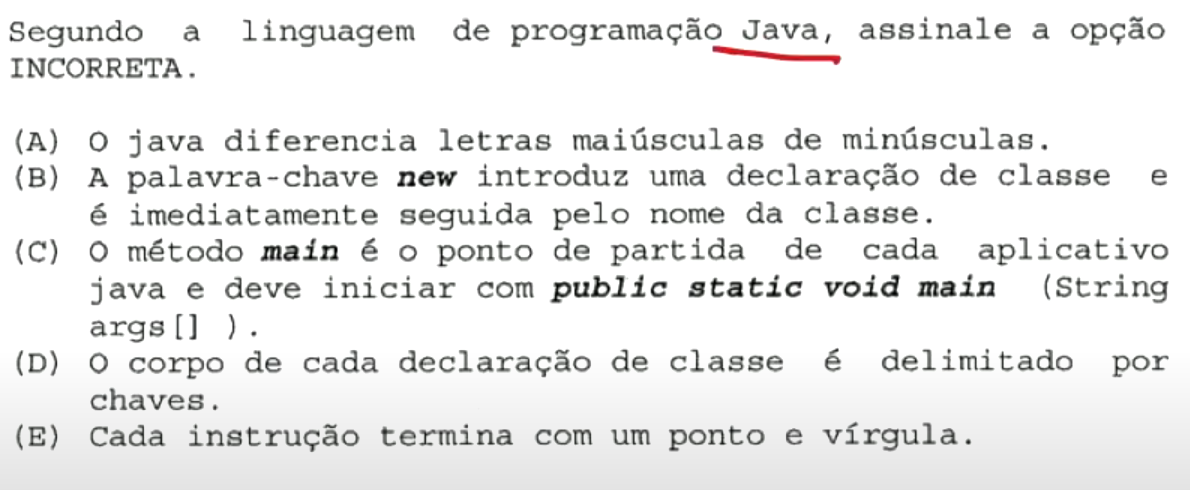 Segundo a linguagem de programação Java, assinale a opção
INCORRETA.
(A) O java diferencia letras maiúsculas de minúsculas.
(B) A palavra-chave new introduz uma declaração de classe e
é imediatamente seguida pelo nome da classe.
(C) O método main é o ponto de partida de cada aplicativo
java e deve iniciar com public static void main (String
args[] ).
(D) O corpo de cada declaração de classe é delimitado por
chaves.
(E) Cada instrução termina com um ponto e vírgula.